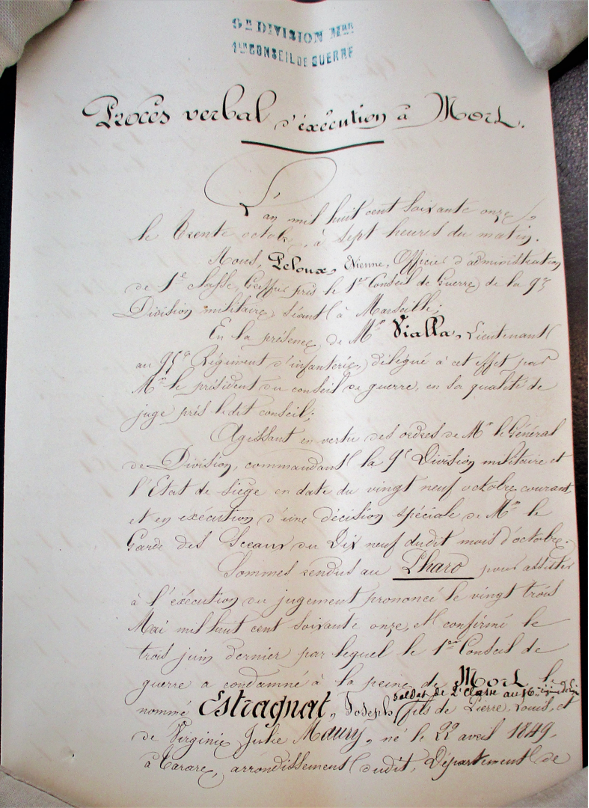 9E DIVISION MRE
1ER CONSEIL DE GUERRE
Procès verbal d'exécution à Mort.
L'an mil huit cent soixante onze,
le trente octobre, à sept heures du matin.
Nous, Peloux, Etienne, Officier d'administration
de 1e Classe, Greffier près le 1er Conseil de Guerre de la 9e
Division militaire, séant à Marseille;
En la présence, de Mr Vialla, Lieutenant
au Régiment d'infanterie, délégué à cet effet par
Mr le président du conseil de guerre, en sa qualité de
juge près le dit conseil;
Agissant en vertu des ordres de Mr le Général
de Division, commandant la 9e Division militaire et
l'Etat de siège en date du vingt neuf octobre courant,
et en exécution d'une décision spéciale de Mr le
Garde des Sceaux du Dix neuf dudit mois d'octobre.
Sommes rendus au Pharo pour assister
à l'exécution du jugement prononcé le vingt trois
Mai mil huit cent soixante onze, et confirmé le
trois juin dernier par lequel le 1er Conseil de
guerre a condamné à la peine de Mort le
soldat de 2e Classe au 16e
nommé Estragnat, Joseph, fils de Pierre, Louis, et
de Virginie Julie Maury, né le 22 avril 1849,
à Tarare, arrondissement dudit, Département de